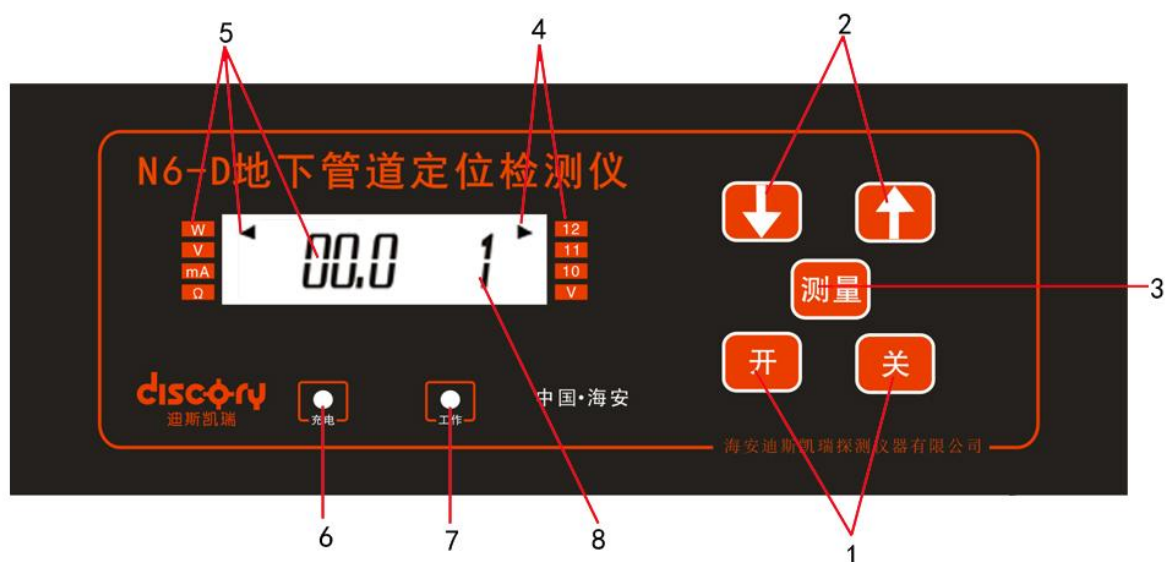 5
4
2
N6-D地下管道定位检测仪
W
V
mA
Ω
00.0 1
12
11
10
V
测量
3
开
关
discory
迪斯凯瑞
充电
工作
中国·海安
海安迪斯凯瑞探测仪器有限公司
6
7
8
1